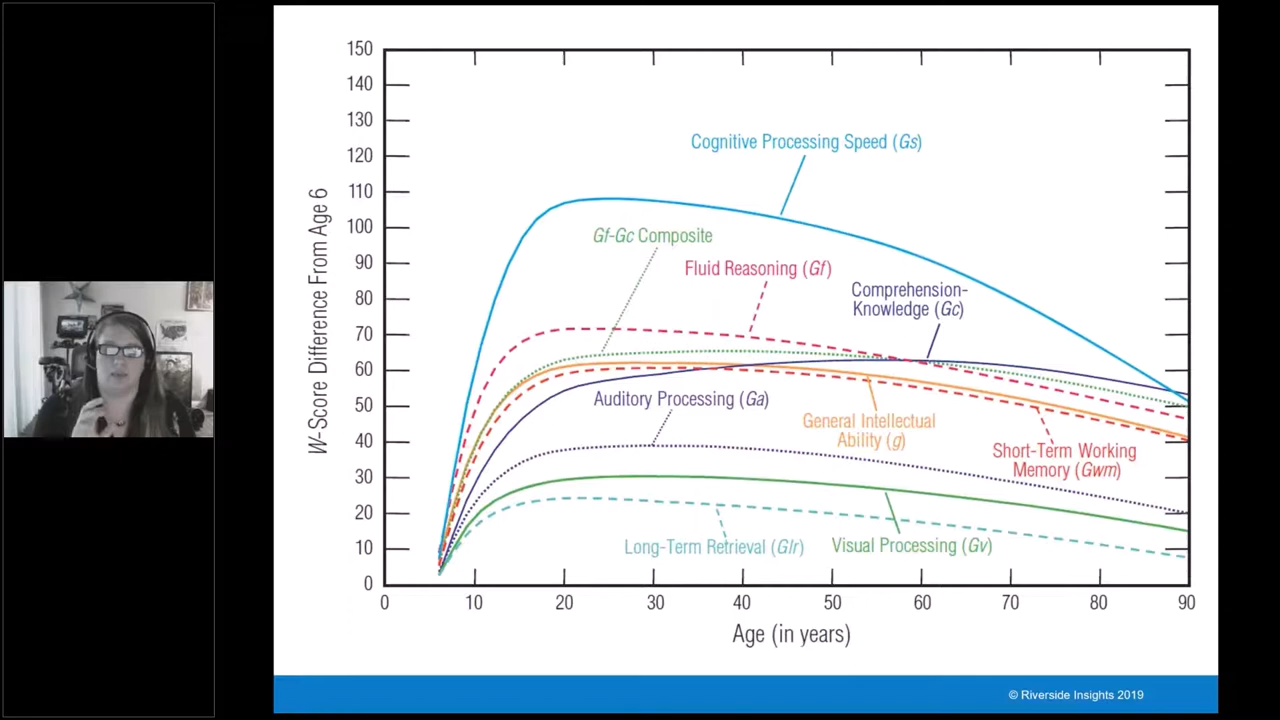 150
140
130
120
110
100
90
80
70
60
50
40
30
20
10
0
W-Score Difference From Age 6
Cognitive Processing Speed (Gs)
Gf-Gc Composite
Fluid Reasoning (Gf)
Comprehension-
Knowledge (Gc)
Auditory Processing (Ga)
General Intellectual
Ability (g)
Short-Term Working
Memory (Gwm)
Long-Term Retrieval (Glr)
Visual Processing (Gv)
0 10 20 30 40 50 60 70 80 90
Age (in years)
© Riverside Insights 2019